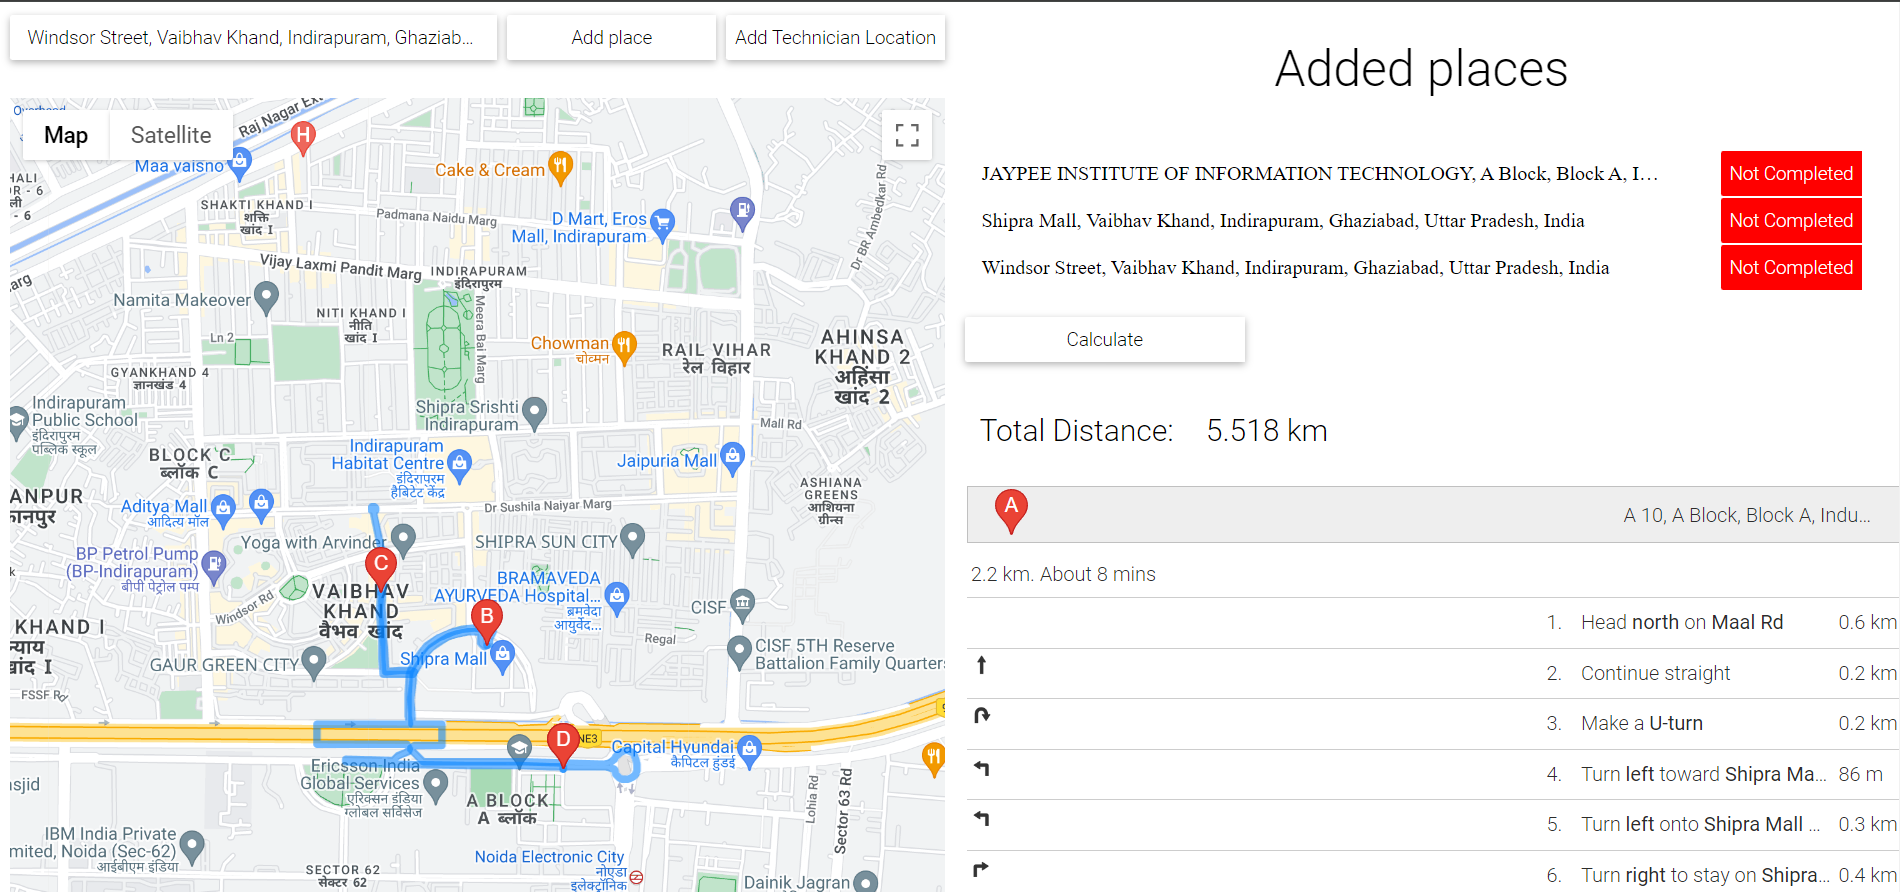 Windsor Street, Vaibhav Khand, Indirapuram, Ghaziab...
Add place
Add Technician Location
Map
Satellite
Raj Nagar Ex
H
Maa Vaisno
Cake & Cream
HALI
R - 6
ली
- 6
SHAKTI KHAND I
शक्ति
खांड I
Padmana Naidu Marg
D Mart, Eros
Mall, Indirapuram
Dr BR Ambedkar Rd
Vijay Laxmi Pandit Marg
INDIRAPURAM
इंदिरापुरम
arg
Namita Makeover
NITI KHAND I
नीति
खांड I
Meera Bai Marg
Ln 2
Chowman
चोव्मन
RAIL VIHAR
रेल विहार
AHINSA
KHAND 2
अहिंसा
खांड 2
GYANKHAND 4
ज्ञानखंड 4
Indirapuram
Public School
इंदिरापुरम
पब्लिक स्कूल
Shipra Srishti
Indirapuram
Mall Rd
BLOCK C
ब्लॉक C
Indirapuram
Habitat Centre
इंदिरापुरम
हैबिटेट केंद्र
Jaipuria Mall
ASHIANA
GREENS
आशियाना
ग्रीन्स
ANPUR
कानपुर
Aditya Mall
आदित्य मॉल
Dr Sushila Naiyar Marg
Yoga with Arvinder
SHIPRA SUN CITY
BP Petrol Pump
(BP-Indirapuram)
बीपी पेट्रोल पम्प
k
C
VAIBHAV
KHAND
वैभव खांड
BRAMAVEDA
AYURVEDA Hospital...
ब्रमवेदा
आयुर्वेद...
B
CISF
Windsor Rd
KHAND I
न्याय
खांड I
Regal
CISF 5TH Reserve
Battalion Family Quarters
GAUR GREEN CITY
Shipra Mall
FSSF Rd
D
NE3
Capital Hyundai
कैपिटल हुंडई
Ericsson India
Global Services
एरिक्सन इंडिया
ग्लोबल सर्विसेज
asjid
A BLOCK
A ब्लॉक
Lohia Rd
Sector 63 Rd
IBM India Private
mited, Noida (Sec-62)
आईबीएम इंडिया
SECTOR 62
सेक्टर 62
Noida Electronic City
नोएडा
इलेक्ट्रॉनिक
Dainik Jagran
Added places
JAYPEE INSTITUTE OF INFORMATION TECHNOLOGY, A Block, Block A, I...
Not Completed
Shipra Mall, Vaibhav Khand, Indirapuram, Ghaziabad, Uttar Pradesh, India
Not Completed
Windsor Street, Vaibhav Khand, Indirapuram, Ghaziabad, Uttar Pradesh, India
Not Completed
Calculate
Total Distance: 5.518 km
A
A 10, A Block, Block A, Indu...
2.2 km. About 8 mins
1. Head north on Maal Rd 0.6 km
2. Continue straight 0.2 km
3. Make a U-turn 0.2 km
4. Turn left toward Shipra Ma... 86 m
5. Turn left onto Shipra Mall ... 0.3 km
6. Turn right to stay on Shipra... 0.4 km